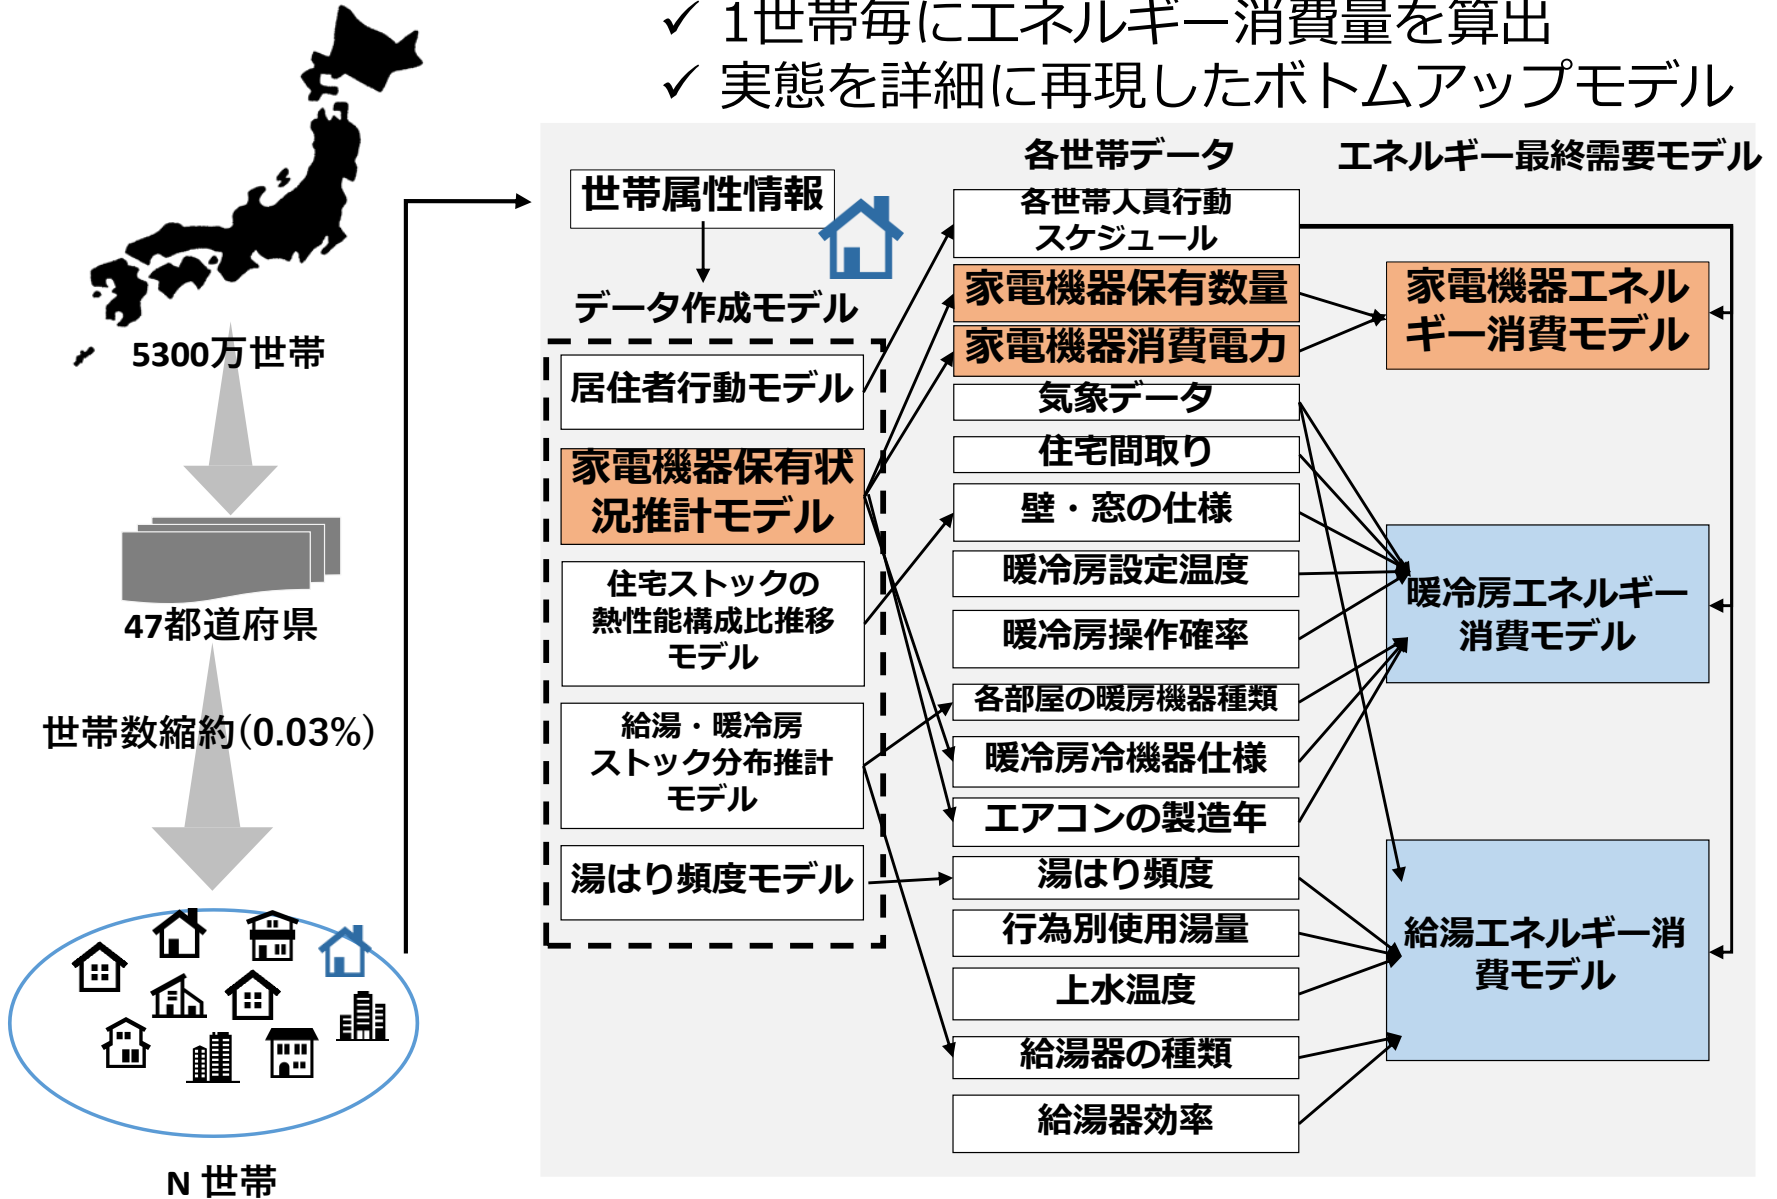 ✓ 1世帯毎にエネルギー消費量を算出
✓ 実態を詳細に再現したボトムアップモデル
5300万世帯
47都道府県
世帯数縮約(0.03%)
N 世帯
世帯属性情報
データ作成モデル
居住者行動モデル
家電機器保有状
況推計モデル
住宅ストックの
熱性能構成比推移
モデル
給湯・暖冷房
ストック分布推計
モデル
湯はり頻度モデル
各世帯データ
各世帯人員行動
スケジュール
家電機器保有数量
家電機器消費電力
気象データ
住宅間取り
壁・窓の仕様
暖冷房設定温度
暖冷房操作確率
各部屋の暖房機器種類
暖冷房冷機器仕様
エアコンの製造年
湯はり頻度
行為別使用湯量
上水温度
給湯器の種類
給湯器効率
エネルギー最終需要モデル
家電機器エネル
ギー消費モデル
暖冷房エネルギー
消費モデル
給湯エネルギー消
費モデル